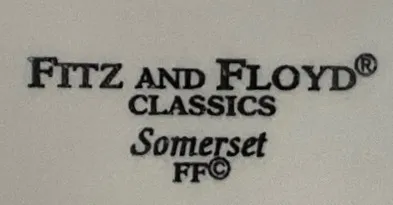 FITZ AND FLOYD®
CLASSICS
Somerset
FF©